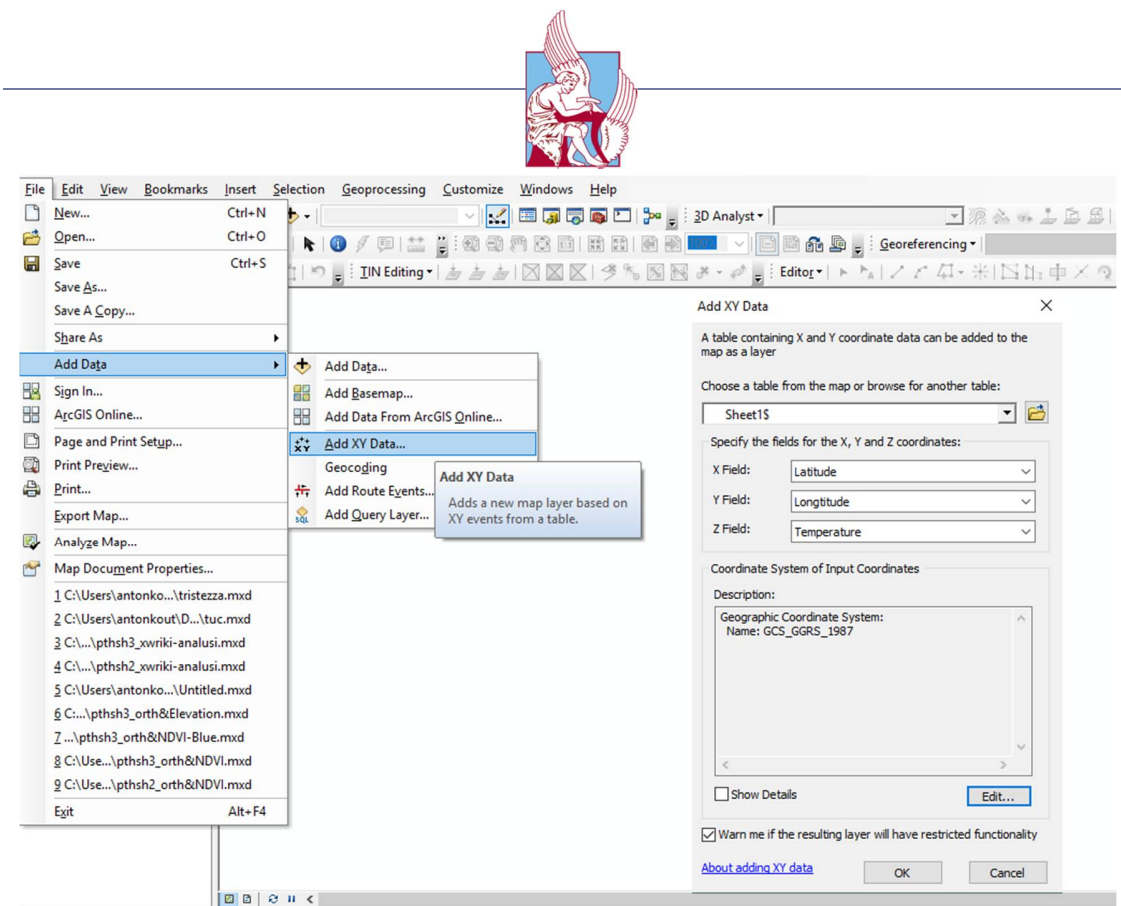 File Edit View Bookmarks Insert Selection Geoprocessing Customize Windows Help
New... Ctrl+N
Open... Ctrl+O
Save Ctrl+S
Save As...
Save A Copy...
Share As
Add Data
Sign In...
ArcGIS Online...
Page and Print Setup...
Print Preview...
Print...
Export Map...
Analyze Map...
Map Document Properties...
1 C:\Users\antonko...\tristezza.mxd
2 C:\Users\antonkout\D...\tuc.mxd
3 C:\...\pthsh3_xwriki-analusi.mxd
4 C:\...\pthsh2_xwriki-analusi.mxd
5 C:\Users\antonko...\Untitled.mxd
6 C:...\pthsh3_orth&Elevation.mxd
7 ...\pthsh3_orth&NDVI-Blue.mxd
8 C:\Use...\pthsh3_orth&NDVI.mxd
9 C:\Use...\pthsh2_orth&NDVI.mxd
Exit Alt+F4
3D Analyst
100%
Georeferencing
TIN Editing
Editor
Add Data...
Add Basemap...
Add Data From ArcGIS Online...
Add XY Data...
Geocoding
Add Route Events...
SQL Add Query Layer...
Add XY Data
Adds a new map layer based on
XY events from a table.
Add XY Data
A table containing X and Y coordinate data can be added to the
map as a layer
Choose a table from the map or browse for another table:
Sheet1$
Specify the fields for the X, Y and Z coordinates:
X Field: Latitude
Y Field: Longtitude
Z Field: Temperature
Coordinate System of Input Coordinates
Description:
Geographic Coordinate System:
Name: GCS_GGRS_1987
Show Details
Edit...
Warn me if the resulting layer will have restricted functionality
About adding XY data
OK Cancel